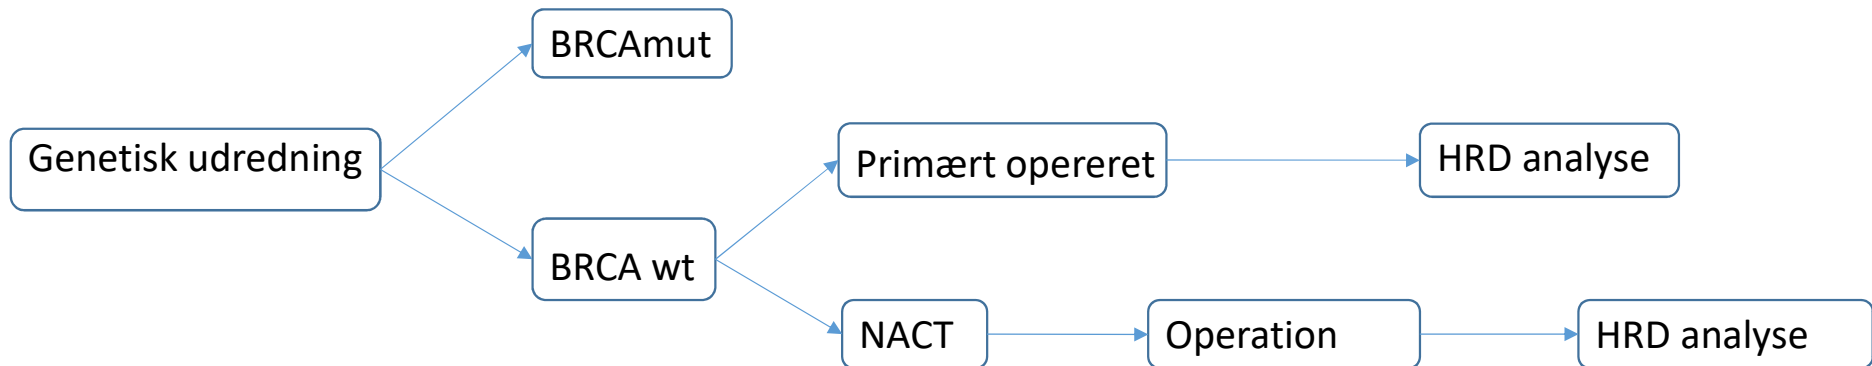 BRCAmut
Genetisk udredning
Primært opereret
HRD analyse
BRCA wt
NACT
Operation
HRD analyse